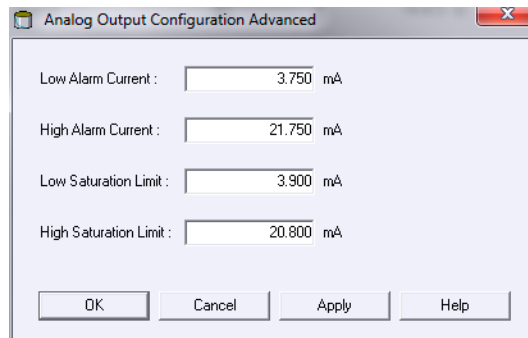 Analog Output Configuration Advanced
Low Alarm Current : 3.750 mA
High Alarm Current : 21.750 mA
Low Saturation Limit : 3.900 mA
High Saturation Limit : 20.800 mA
OK Cancel Apply Help